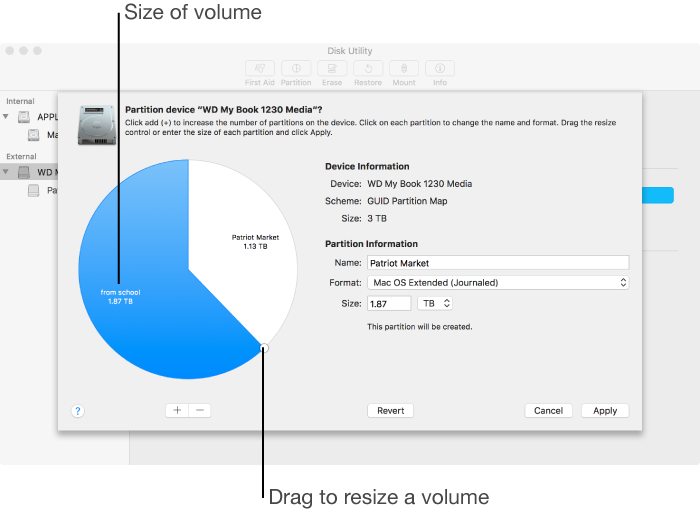 Size of volume
Disk Utility
First Aid Partition Erase Restore Mount Info
Internal
APPL
Ma
External
WD M
Pa
Partition device “WD My Book 1230 Media”?
Click add (+) to increase the number of partitions on the device. Click on each partition to change the name and format. Drag the resize
control or enter the size of each partition and click Apply.
Patriot Market
1.13 TB
from school
1.87 TB
Device Information
Device: WD My Book 1230 Media
Scheme: GUID Partition Map
Size: 3 TB
Partition Information
Name: Patriot Market
Format: Mac OS Extended (Journaled)
Size: 1.87 TB
This partition will be created.
? + − Revert Cancel Apply
Drag to resize a volume